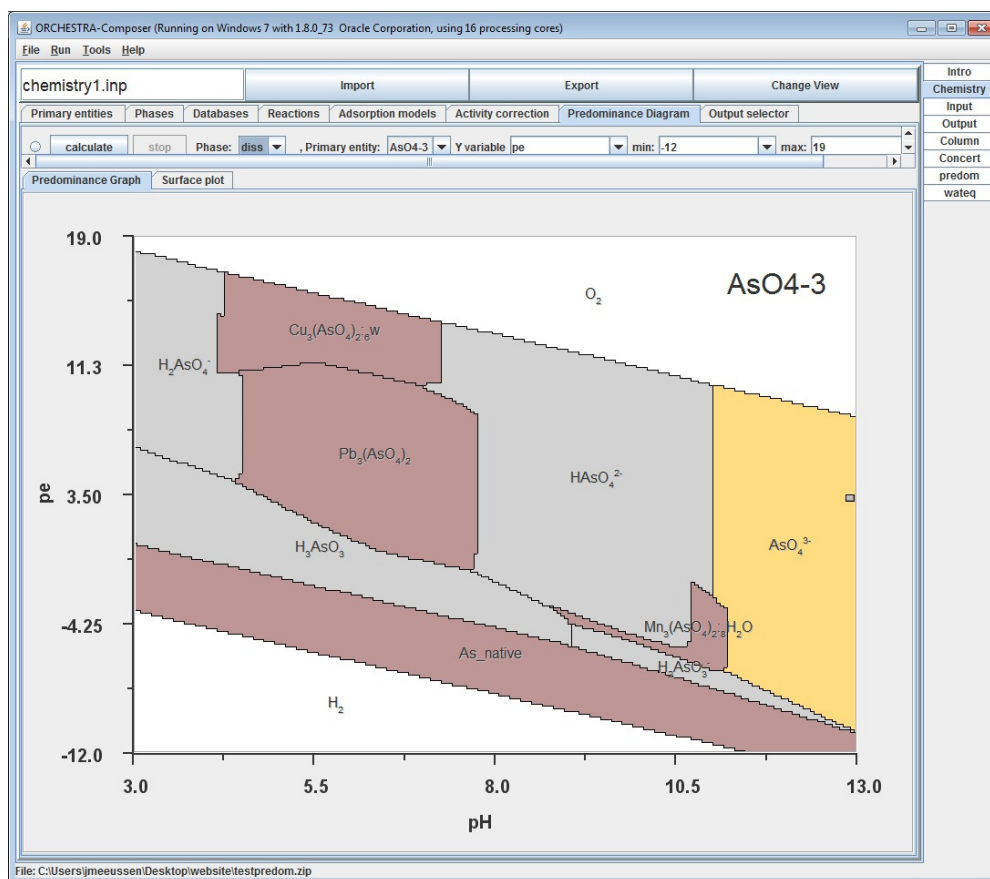 ORCHESTRA-Composer (Running on Windows 7 with 1.8.0_73 Oracle Corporation, using 16 processing cores)
File Run Tools Help
chemistry1.inp Import Export Change View
Primary entities Phases Databases Reactions Adsorption models Activity correction Predominance Diagram Output selector
calculate stop Phase: diss , Primary entity: AsO4-3 Y variable pe min: -12 max: 19
Predominance Graph Surface plot
Intro
Chemistry
Input
Output
Column
Concert
predom
wateq
19.0
AsO4-3
O₂
Cu₃(AsO₄)₂:₆w
11.3
H₂AsO₄⁻
Pb₃(AsO₄)₂
HAsO₄²⁻
pe
3.50
AsO₄³⁻
H₃AsO₃
-4.25
Mn₃(AsO₄)₂:₈H₂O
As_native
H₂AsO₃⁻
H₂
-12.0
3.0 5.5 8.0 10.5 13.0
pH
File: C:\Users\jmeeussen\Desktop\website\testpredom.zip